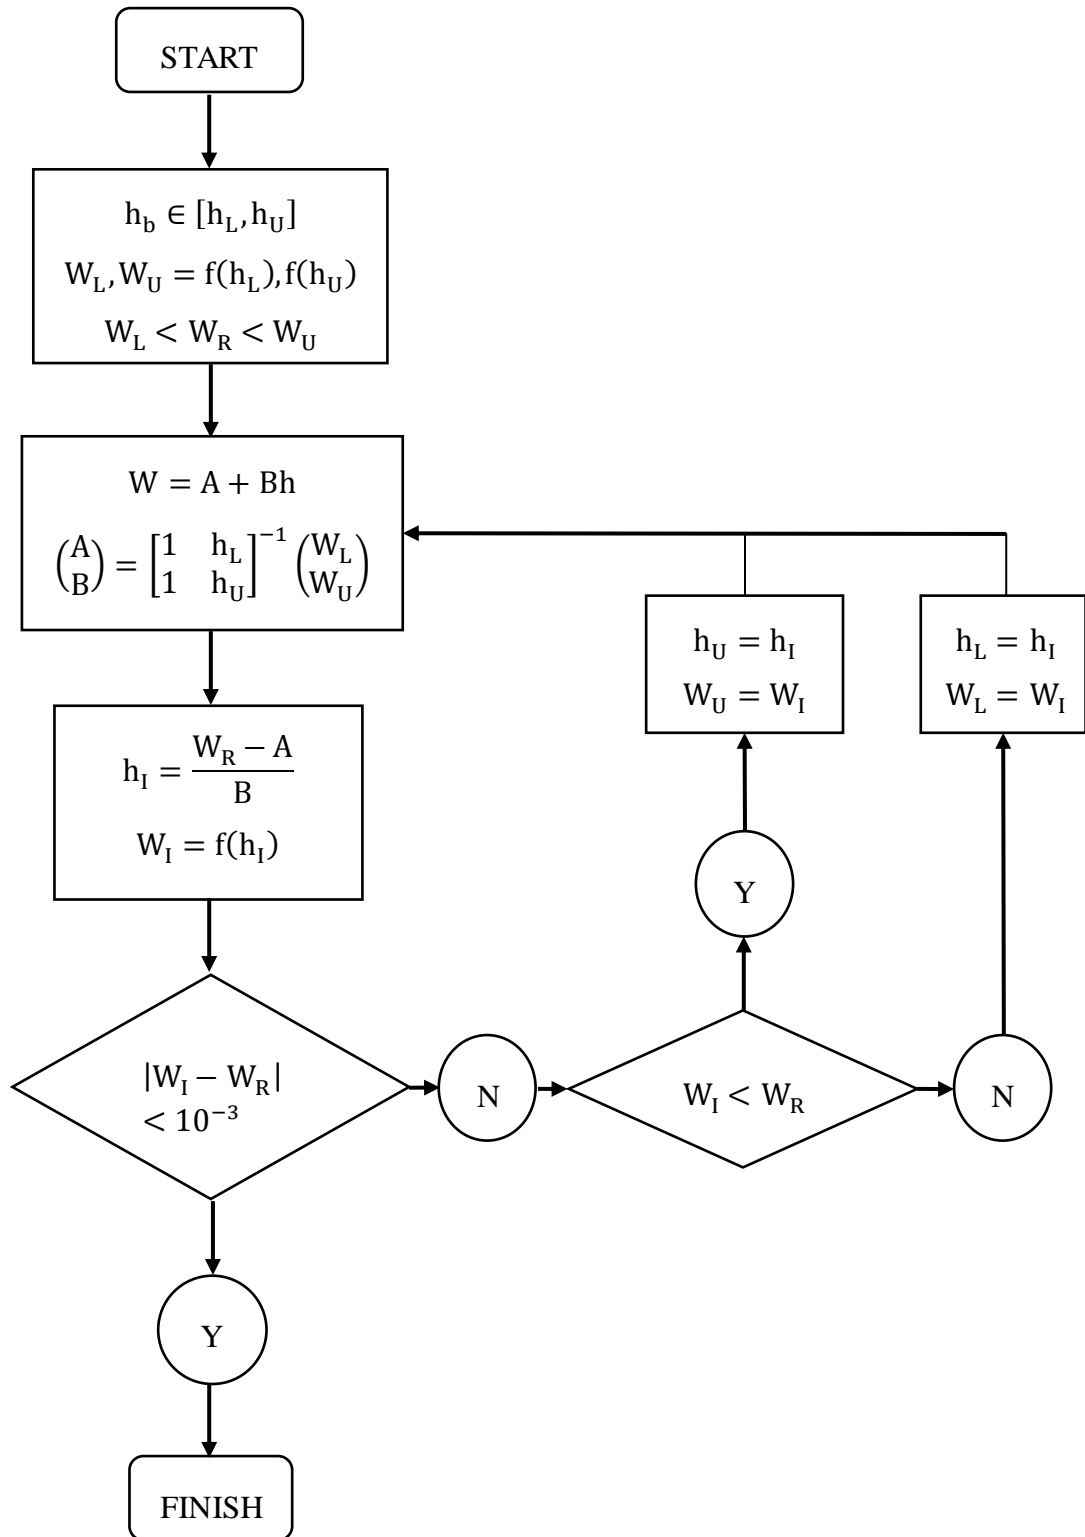 START
h_b ∈ [h_L, h_U]
W_L, W_U = f(h_L), f(h_U)
W_L < W_R < W_U
W = A + Bh
(A B) = [1 h_L 1 h_U]^{-1} (W_L W_U)
h_I = (W_R − A) / B
W_I = f(h_I)
|W_I − W_R|
< 10^{-3}
N
W_I < W_R
N
Y
h_U = h_I
W_U = W_I
h_L = h_I
W_L = W_I
Y
FINISH